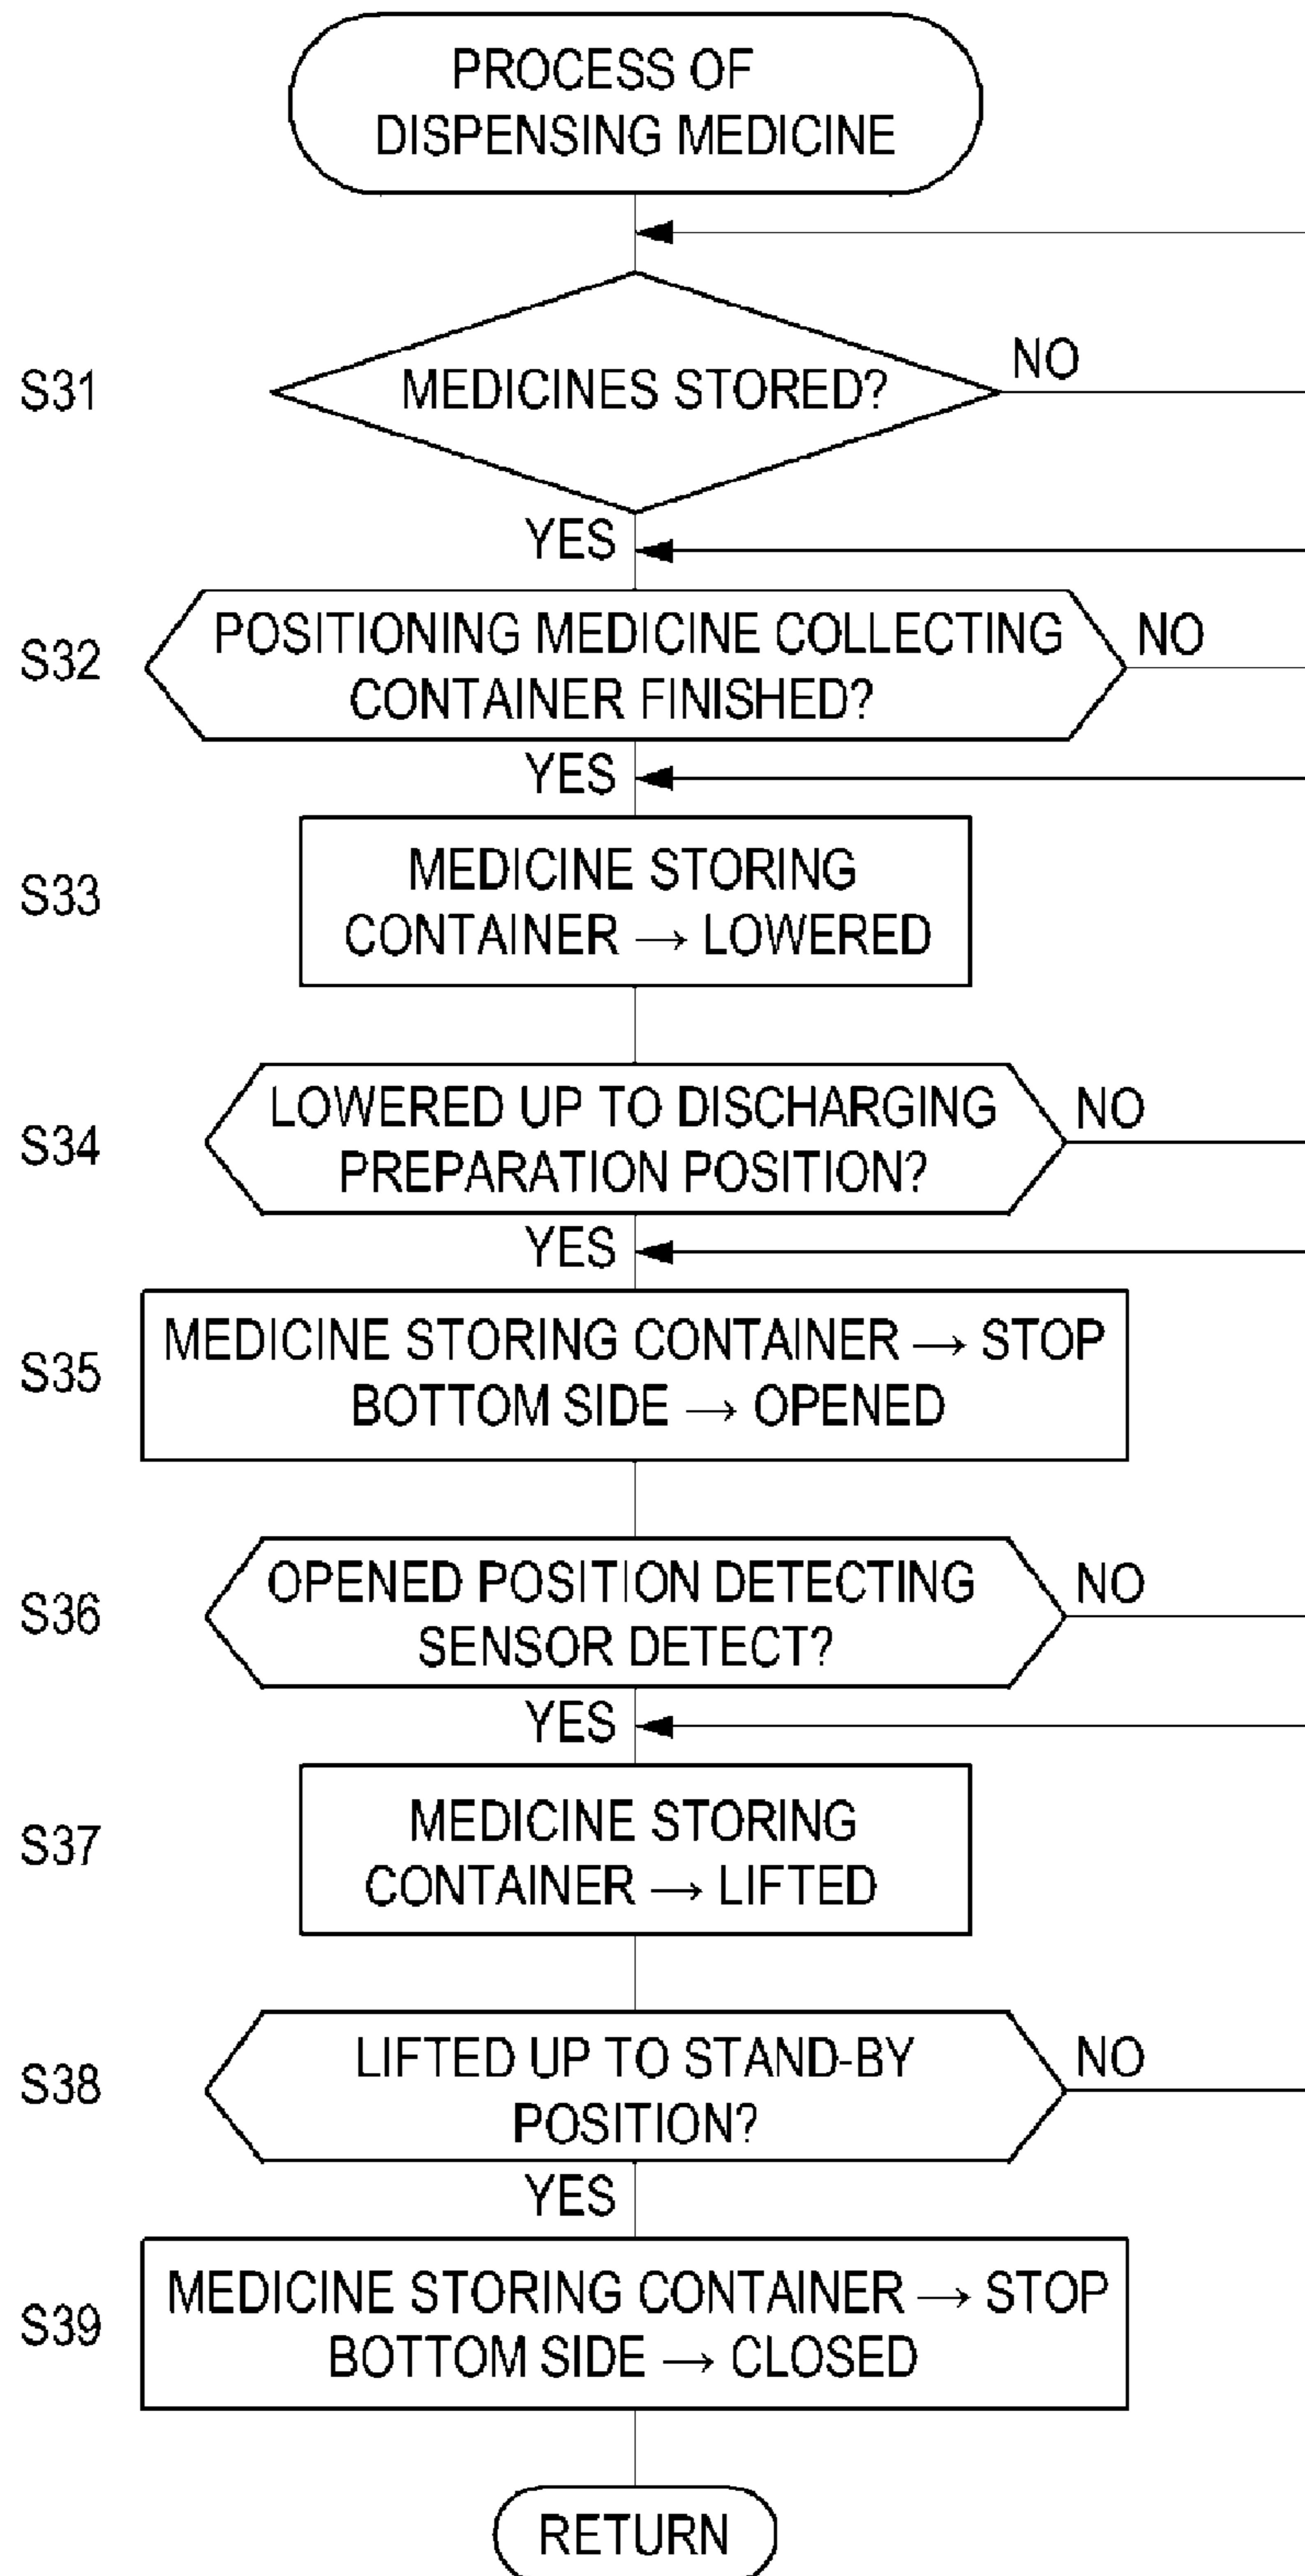 PROCESS OF
DISPENSING MEDICINE
S31
MEDICINES STORED?
NO
YES
S32
POSITIONING MEDICINE COLLECTING
CONTAINER FINISHED?
NO
YES
S33
MEDICINE STORING
CONTAINER → LOWERED
S34
LOWERED UP TO DISCHARGING
PREPARATION POSITION?
NO
YES
S35
MEDICINE STORING CONTAINER → STOP
BOTTOM SIDE → OPENED
S36
OPENED POSITION DETECTING
SENSOR DETECT?
NO
YES
S37
MEDICINE STORING
CONTAINER → LIFTED
S38
LIFTED UP TO STAND-BY
POSITION?
NO
YES
S39
MEDICINE STORING CONTAINER → STOP
BOTTOM SIDE → CLOSED
RETURN